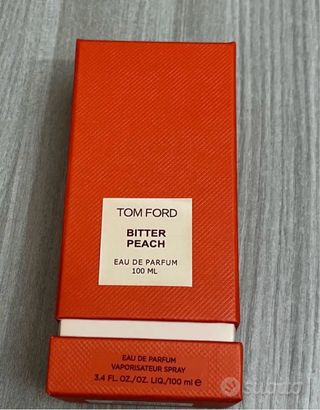 TOM FORD
BITTER
PEACH
EAU DE PARFUM
100 ML
EAU DE PARFUM
VAPORISATEUR SPRAY
3.4 FL. OZ./OZ. LIQ./100 ml e
subito